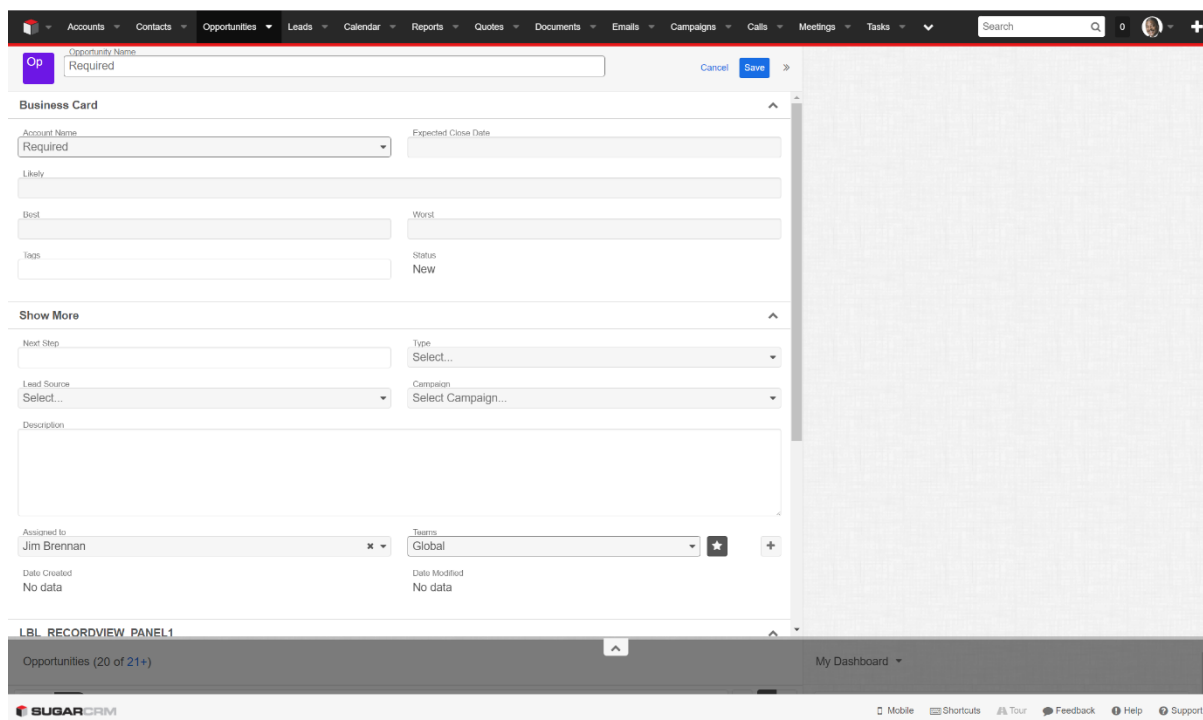 Accounts Contacts Opportunities Leads Calendar Reports Quotes Documents Emails Campaigns Calls Meetings Tasks Search 0
Op
Opportunity Name
Required
Cancel Save
Business Card
Account Name Expected Close Date
Required
Likely
Best Worst
Tags Status
New
Show More
Next Step Type
Select...
Lead Source Campaign
Select... Select Campaign...
Description
Assigned to Teams
Jim Brennan Global
Date Created Date Modified
No data No data
LBL_RECORDVIEW_PANEL1
Opportunities (20 of 21+) My Dashboard
SUGARCRM Mobile Shortcuts Tour Feedback Help Support